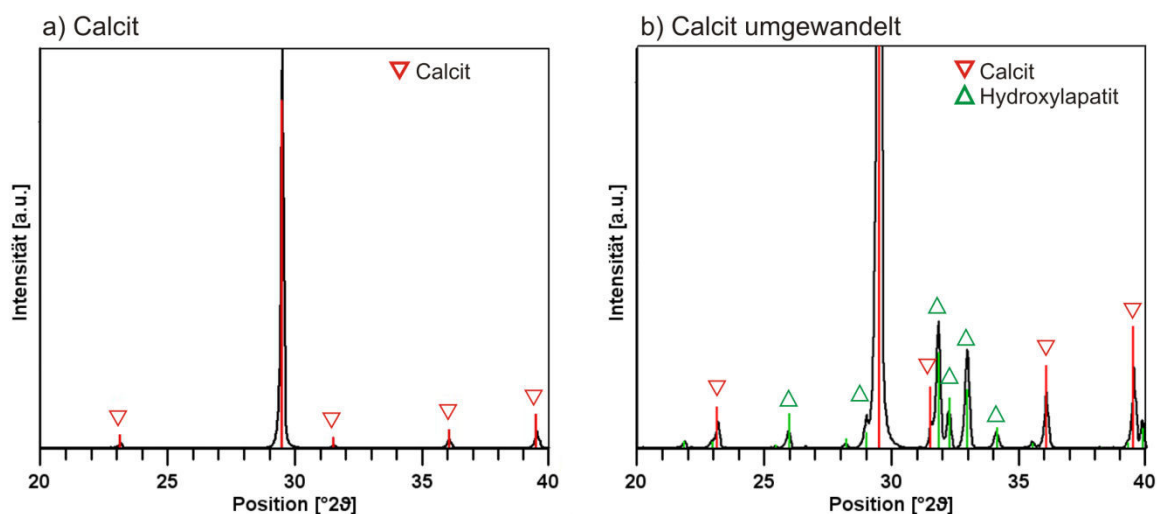 a) Calcit
Calcit
Intensität [a.u.]
20 25 30 35 40
Position [°2ϑ]
b) Calcit umgewandelt
Calcit
Hydroxylapatit
Intensität [a.u.]
20 25 30 35 40
Position [°2ϑ]